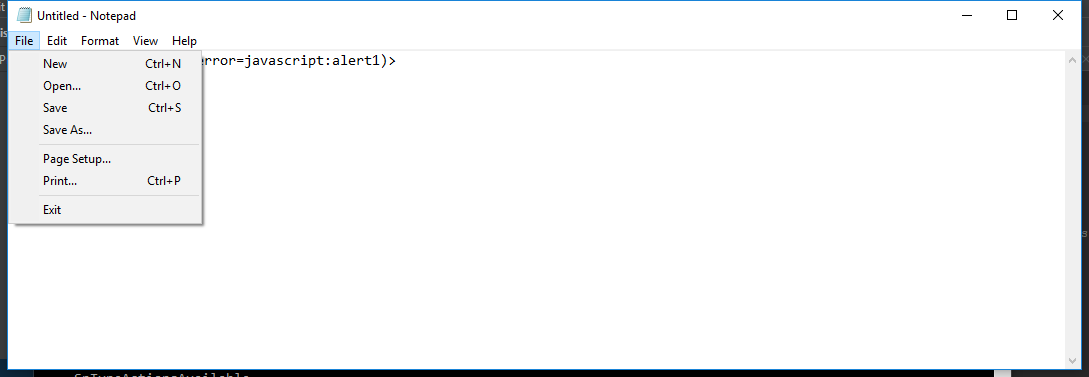 Untitled - Notepad
File Edit Format View Help
error=javascript:alert1)>
New Ctrl+N
Open... Ctrl+O
Save Ctrl+S
Save As...
Page Setup...
Print... Ctrl+P
Exit